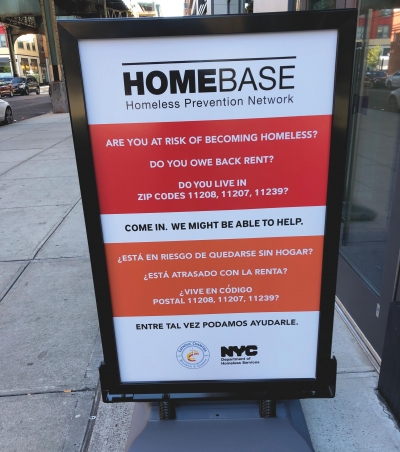 HOMEBASE
Homeless Prevention Network
ARE YOU AT RISK OF BECOMING HOMELESS?
DO YOU OWE BACK RENT?
DO YOU LIVE IN
ZIP CODES 11208, 11207, 11239?
COME IN. WE MIGHT BE ABLE TO HELP.
¿ESTÁ EN RIESGO DE QUEDARSE SIN HOGAR?
¿ESTÁ ATRASADO CON LA RENTA?
¿VIVE EN CÓDIGO
POSTAL 11208, 11207, 11239?
ENTRE TAL VEZ PODAMOS AYUDARLE.
NYC
Department of
Homeless Services